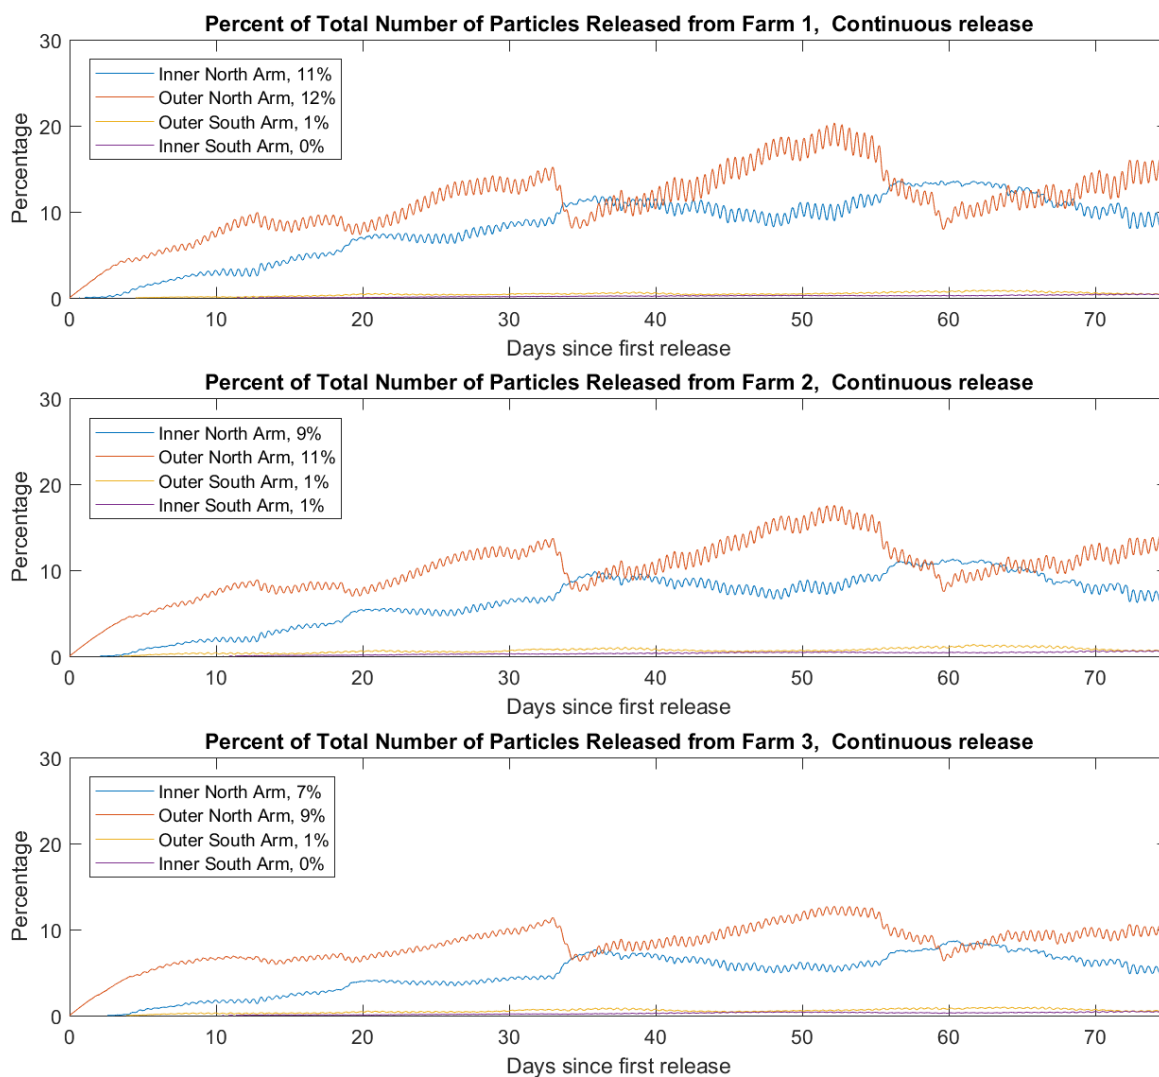 Percent of Total Number of Particles Released from Farm 1,  Continuous release
30
20
10
0
Percentage
Inner North Arm, 11%
Outer North Arm, 12%
Outer South Arm, 1%
Inner South Arm, 0%
0 10 20 30 40 50 60 70
Days since first release
Percent of Total Number of Particles Released from Farm 2,  Continuous release
30
20
10
0
Percentage
Inner North Arm, 9%
Outer North Arm, 11%
Outer South Arm, 1%
Inner South Arm, 1%
0 10 20 30 40 50 60 70
Days since first release
Percent of Total Number of Particles Released from Farm 3,  Continuous release
30
20
10
0
Percentage
Inner North Arm, 7%
Outer North Arm, 9%
Outer South Arm, 1%
Inner South Arm, 0%
0 10 20 30 40 50 60 70
Days since first release